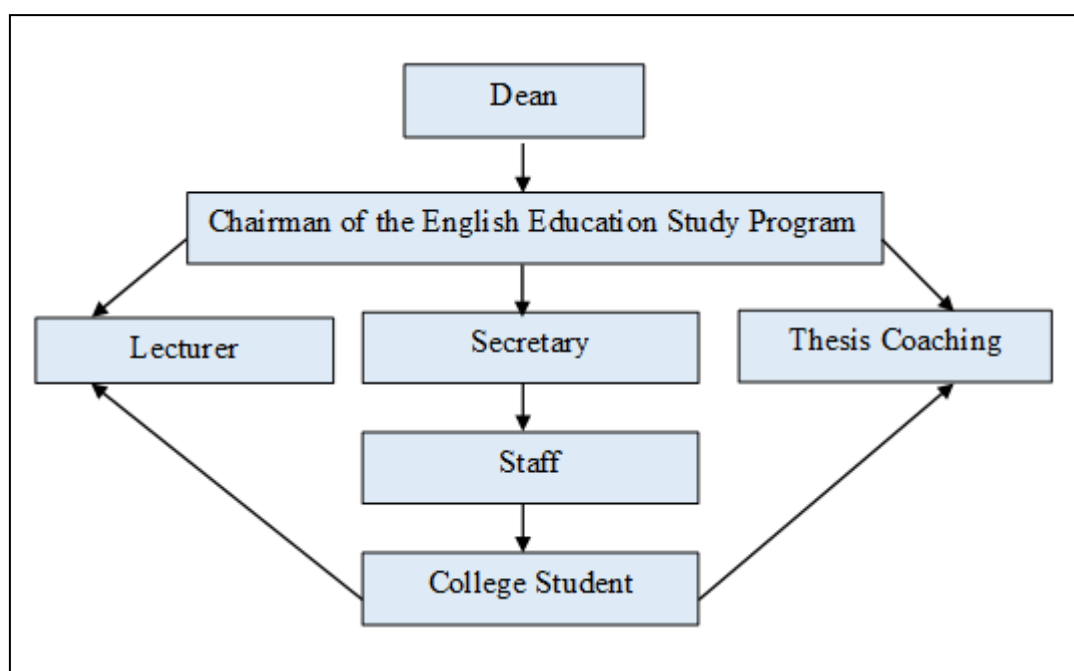 Dean
Chairman of the English Education Study Program
Lecturer
Secretary
Thesis Coaching
Staff
College Student